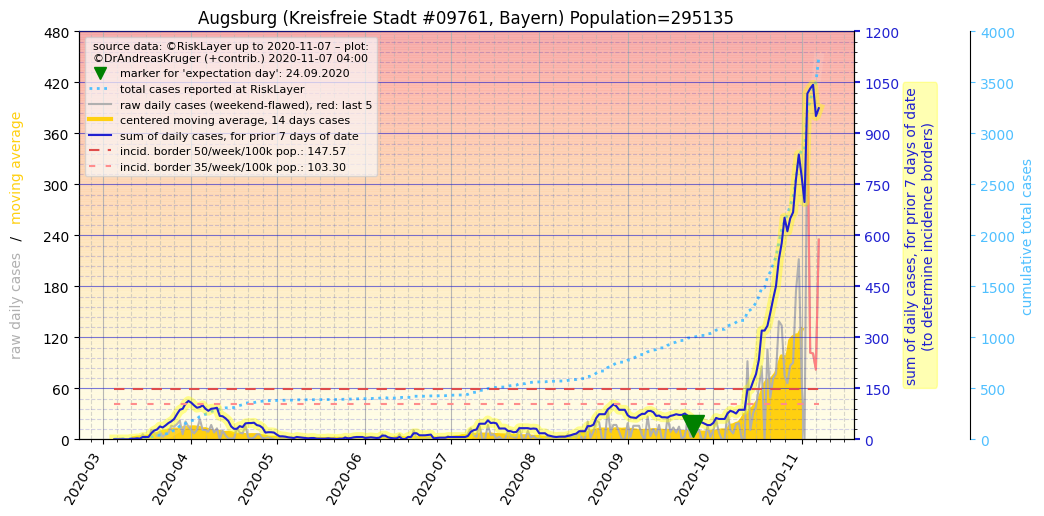 Augsburg (Kreisfreie Stadt #09761, Bayern) Population=295135
source data: ©RiskLayer up to 2020-11-07 – plot:
©DrAndreasKruger (+contrib.) 2020-11-07 04:00
marker for 'expectation day': 24.09.2020
total cases reported at RiskLayer
raw daily cases (weekend-flawed), red: last 5
centered moving average, 14 days cases
sum of daily cases, for prior 7 days of date
incid. border 50/week/100k pop.: 147.57
incid. border 35/week/100k pop.: 103.30
raw daily cases / moving average
480
420
360
300
240
180
120
60
0
2020-03
2020-04
2020-05
2020-06
2020-07
2020-08
2020-09
2020-10
2020-11
1200
1050
900
750
600
450
300
150
0
sum of daily cases, for prior 7 days of date
(to determine incidence borders)
4000
3500
3000
2500
2000
1500
1000
500
0
cumulative total cases